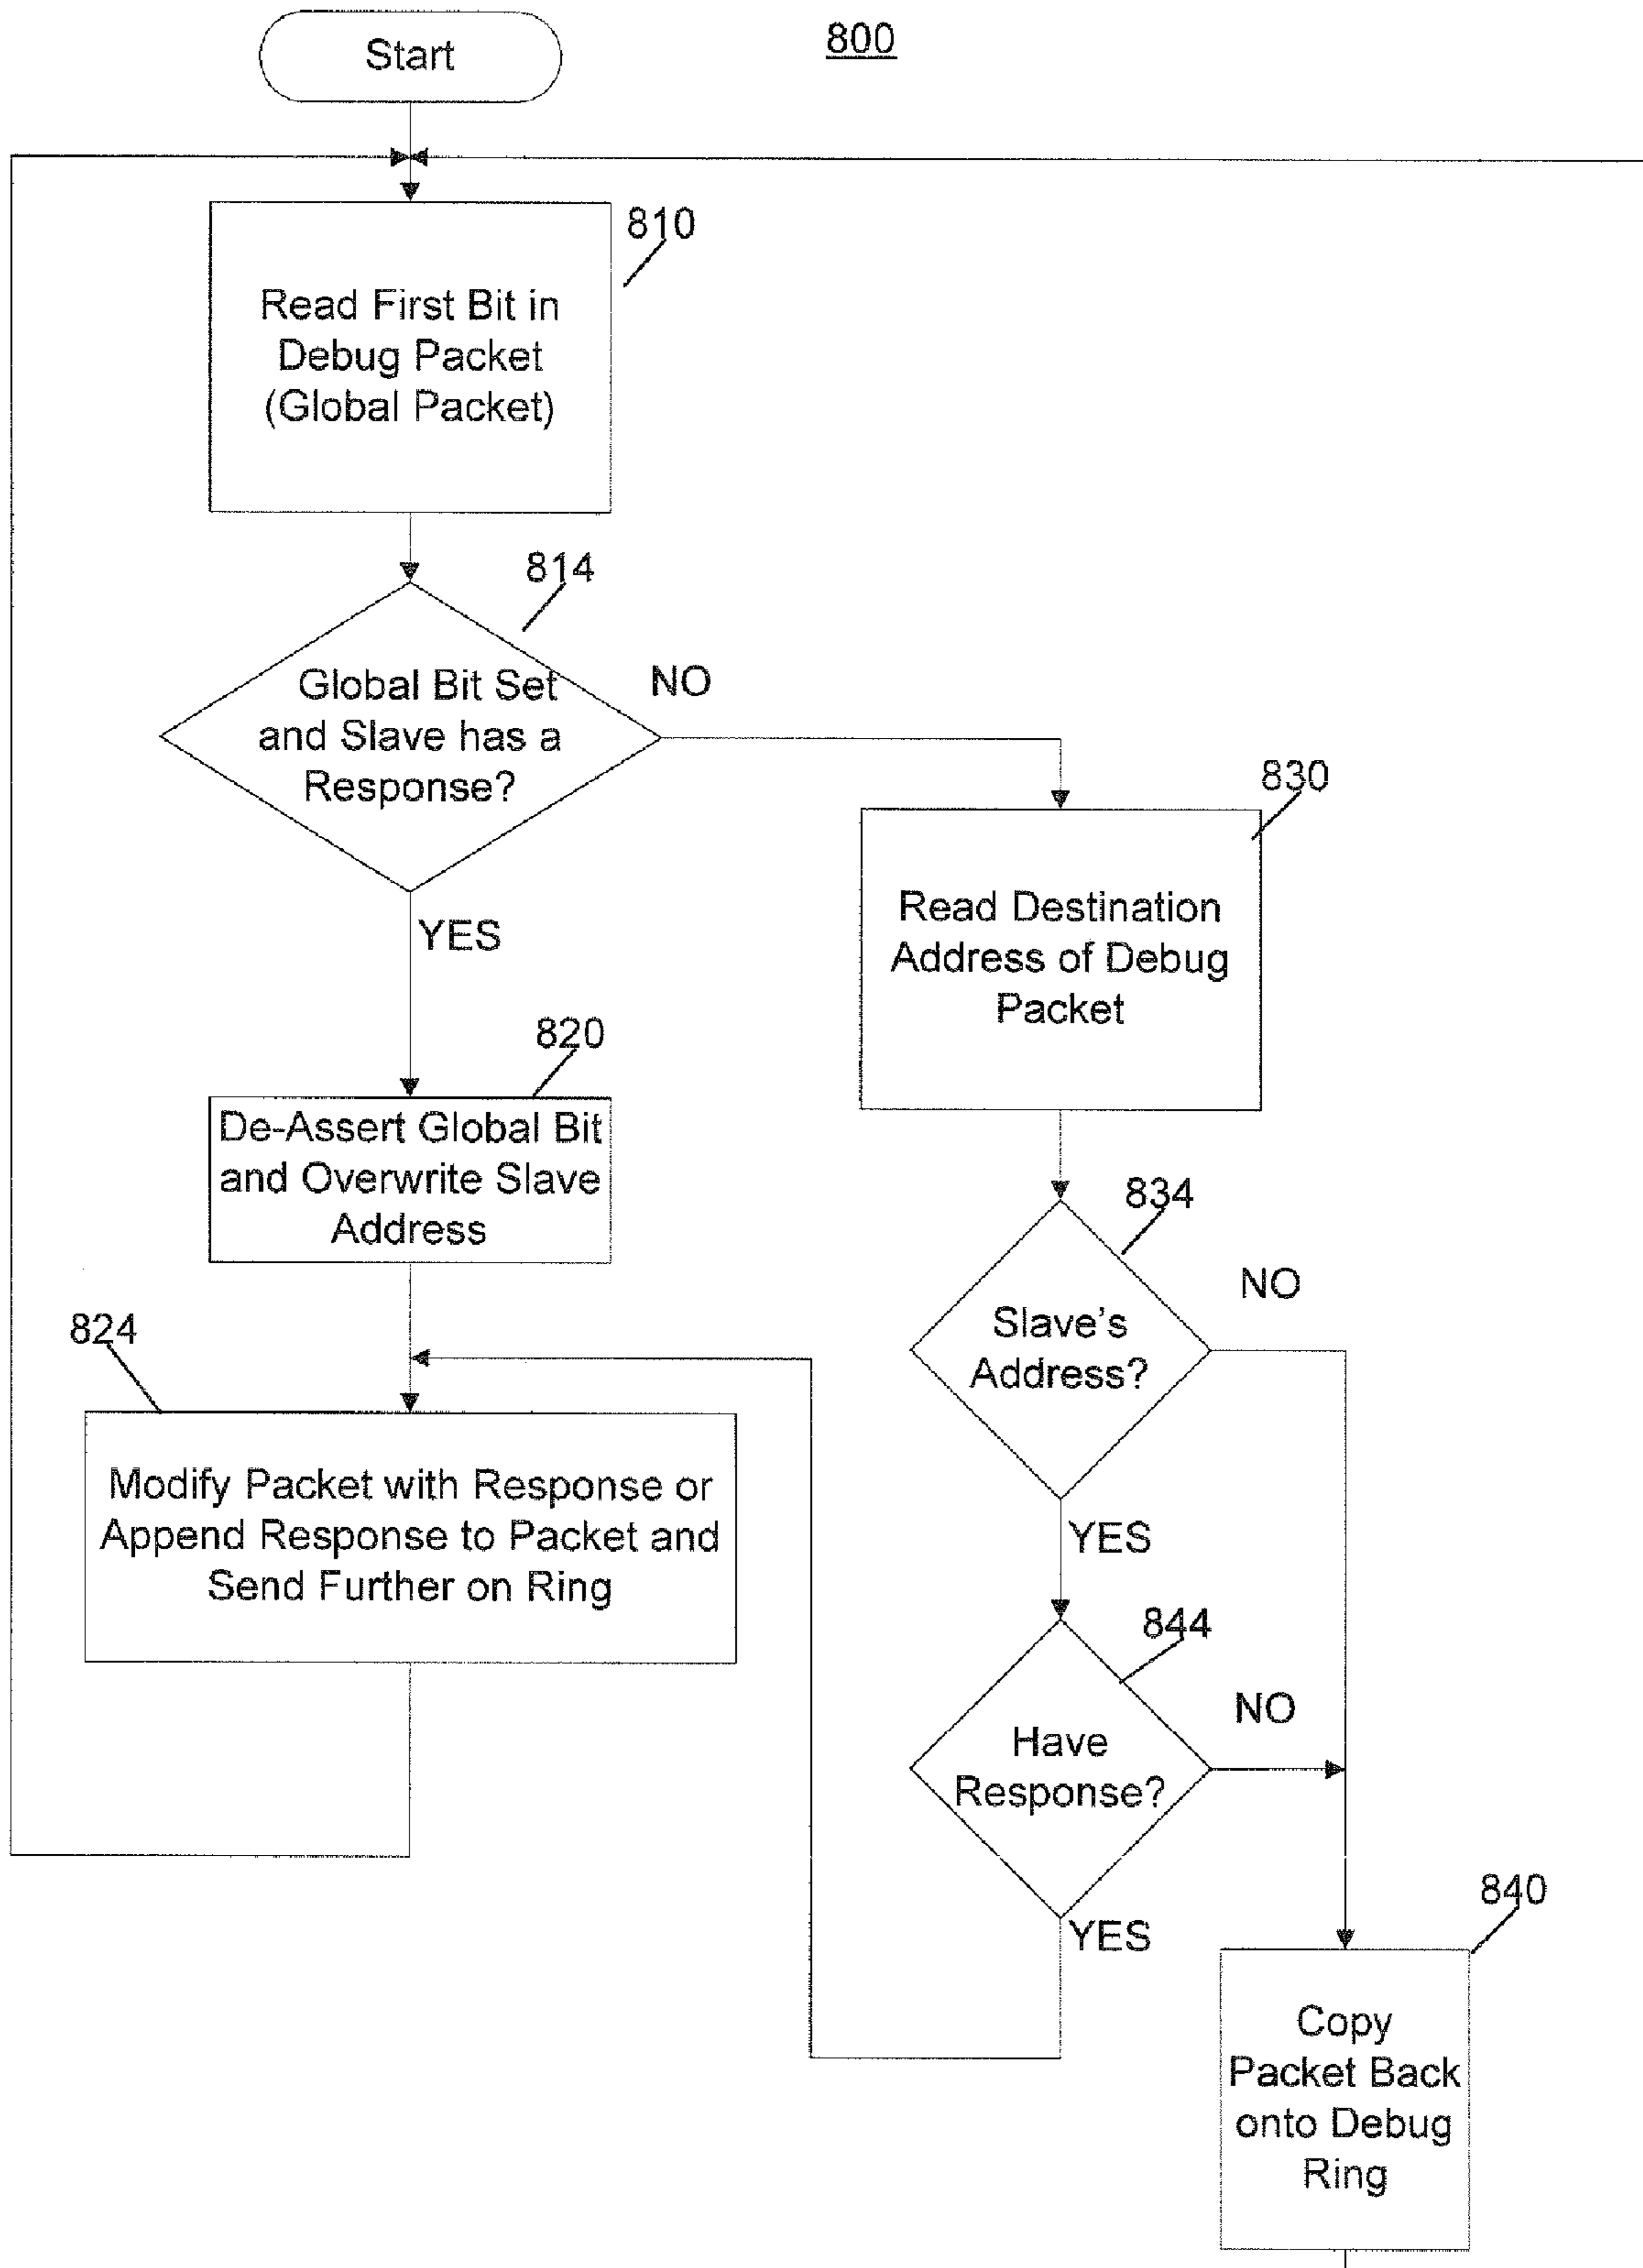 Start
800
810
Read First Bit in
Debug Packet
(Global Packet)
814
Global Bit Set
and Slave has a
Response?
NO
YES
830
Read Destination
Address of Debug
Packet
820
De-Assert Global Bit
and Overwrite Slave
Address
834
Slave's
Address?
NO
YES
824
Modify Packet with Response or
Append Response to Packet and
Send Further on Ring
844
Have
Response?
NO
YES
840
Copy
Packet Back
onto Debug
Ring